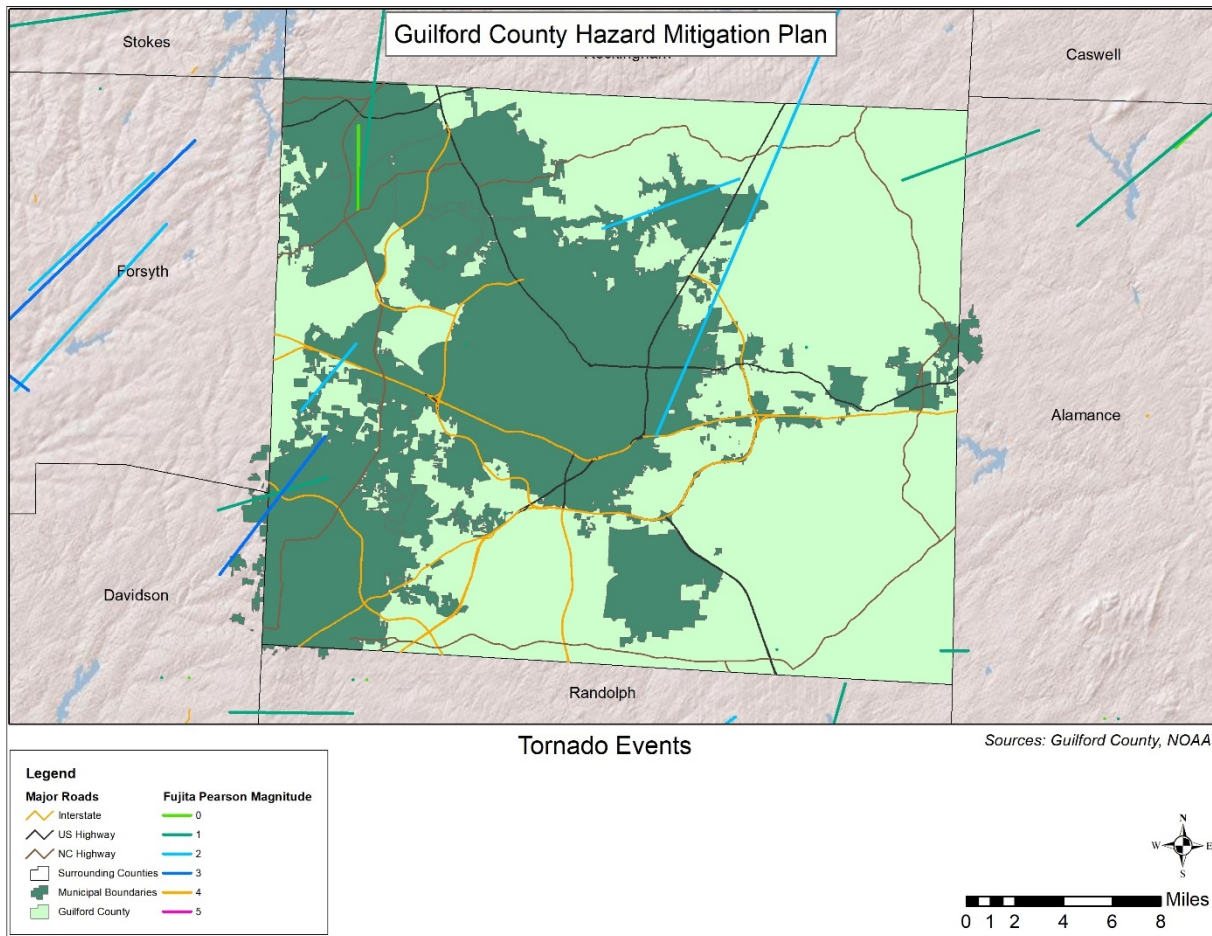 Guilford County Hazard Mitigation Plan
Stokes
Caswell
Forsyth
Alamance
Davidson
Randolph
Tornado Events
Sources: Guilford County, NOAA
Legend
Major Roads
Interstate
US Highway
NC Highway
Surrounding Counties
Municipal Boundaries
Guilford County
Fujita Pearson Magnitude
0
1
2
3
4
5
N
W E
S
Miles
0 1 2 4 6 8